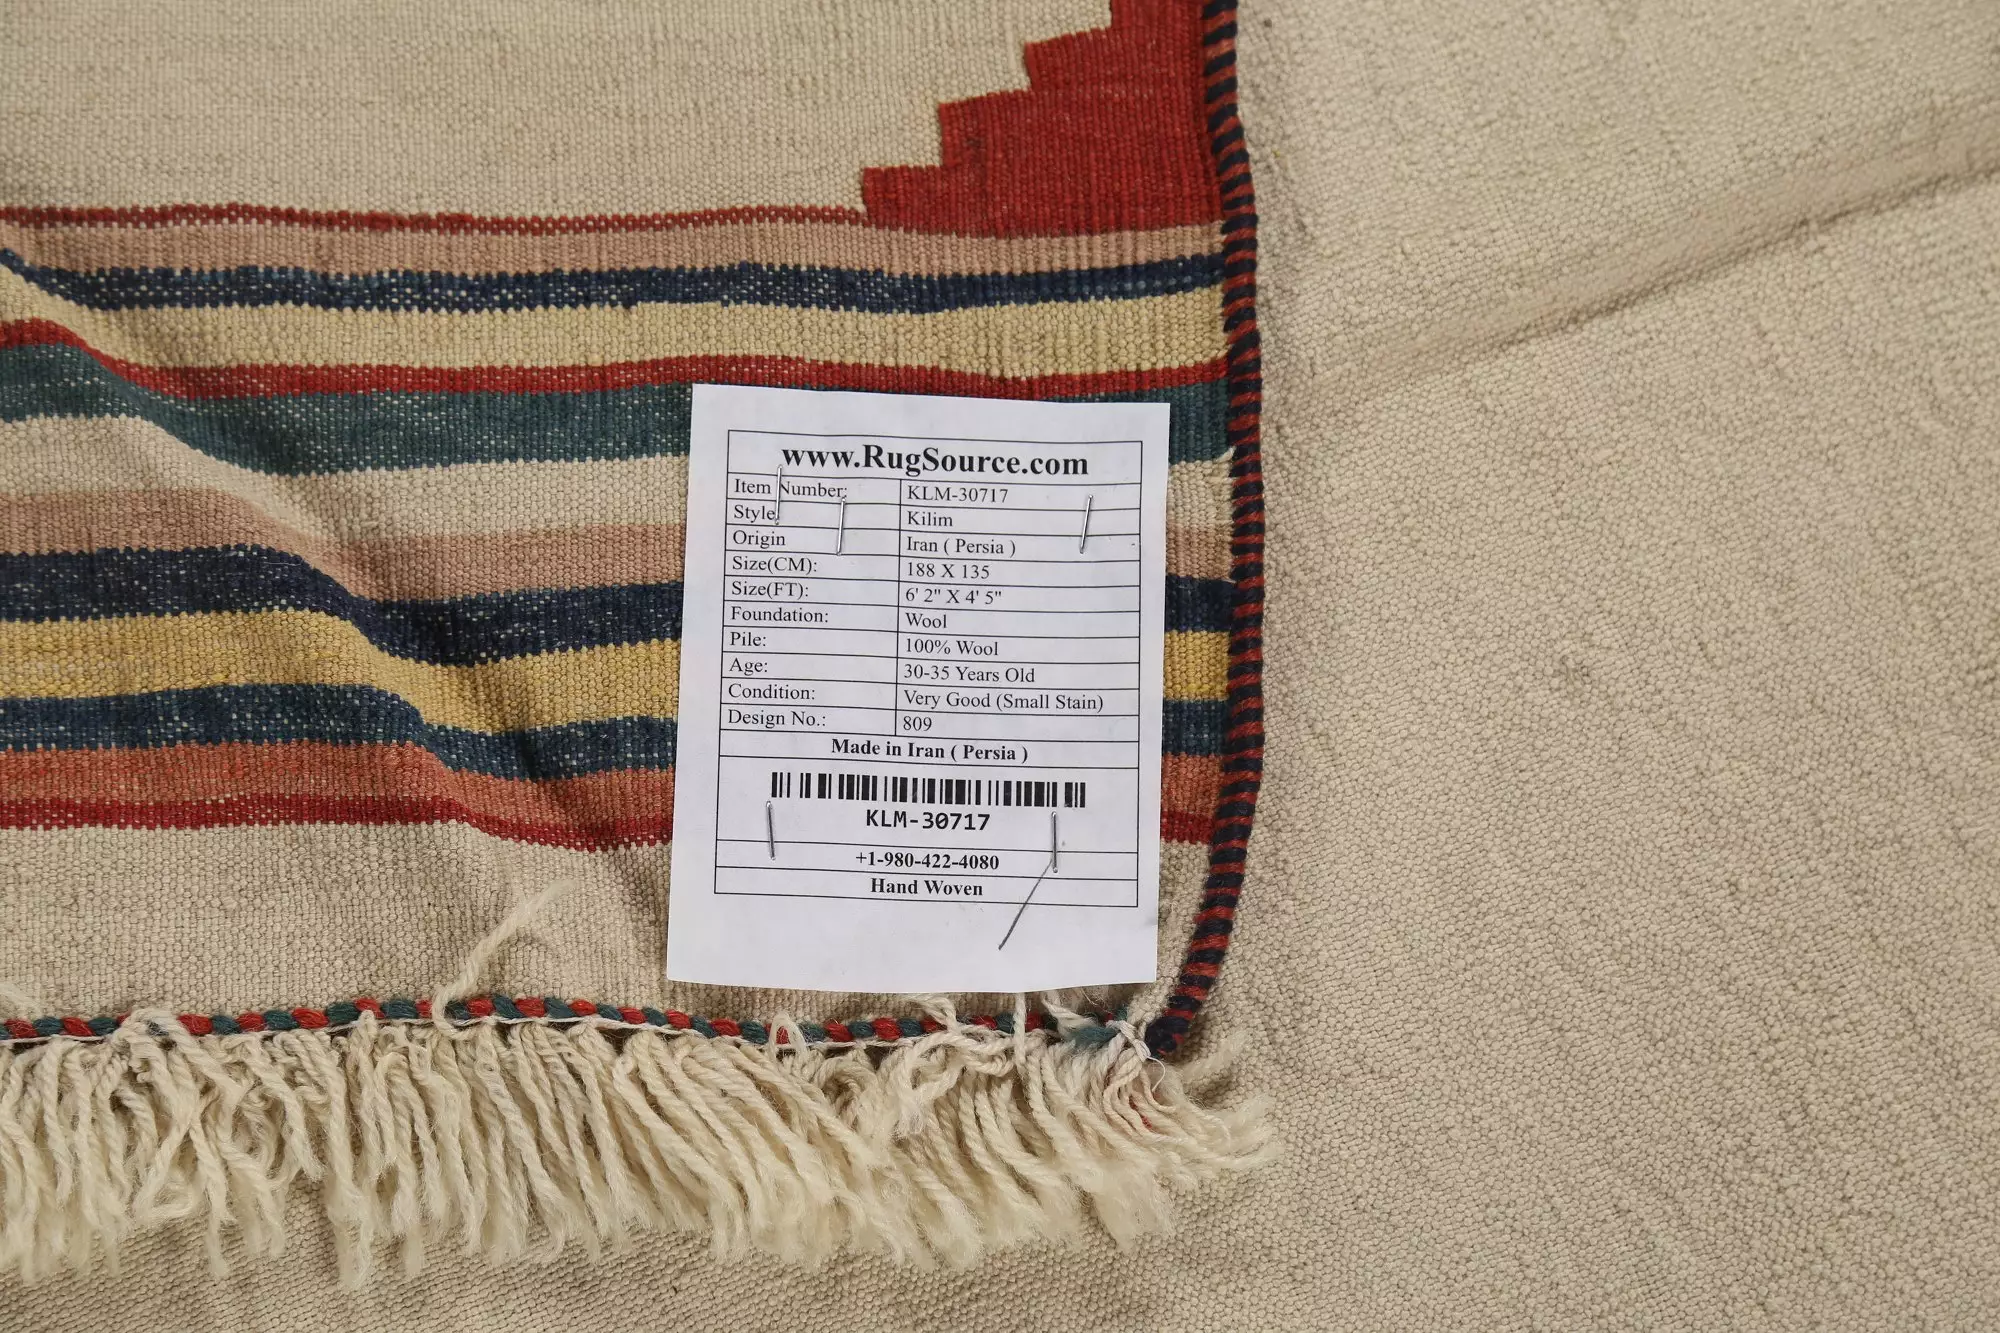 www.RugSource.com
Item Number: KLM-30717
Style Kilim
Origin Iran ( Persia )
Size(CM): 188 X 135
Size(FT): 6' 2" X 4' 5"
Foundation: Wool
Pile: 100% Wool
Age: 30-35 Years Old
Condition: Very Good (Small Stain)
Design No.: 809
Made in Iran ( Persia )
KLM-30717
+1-980-422-4080
Hand Woven